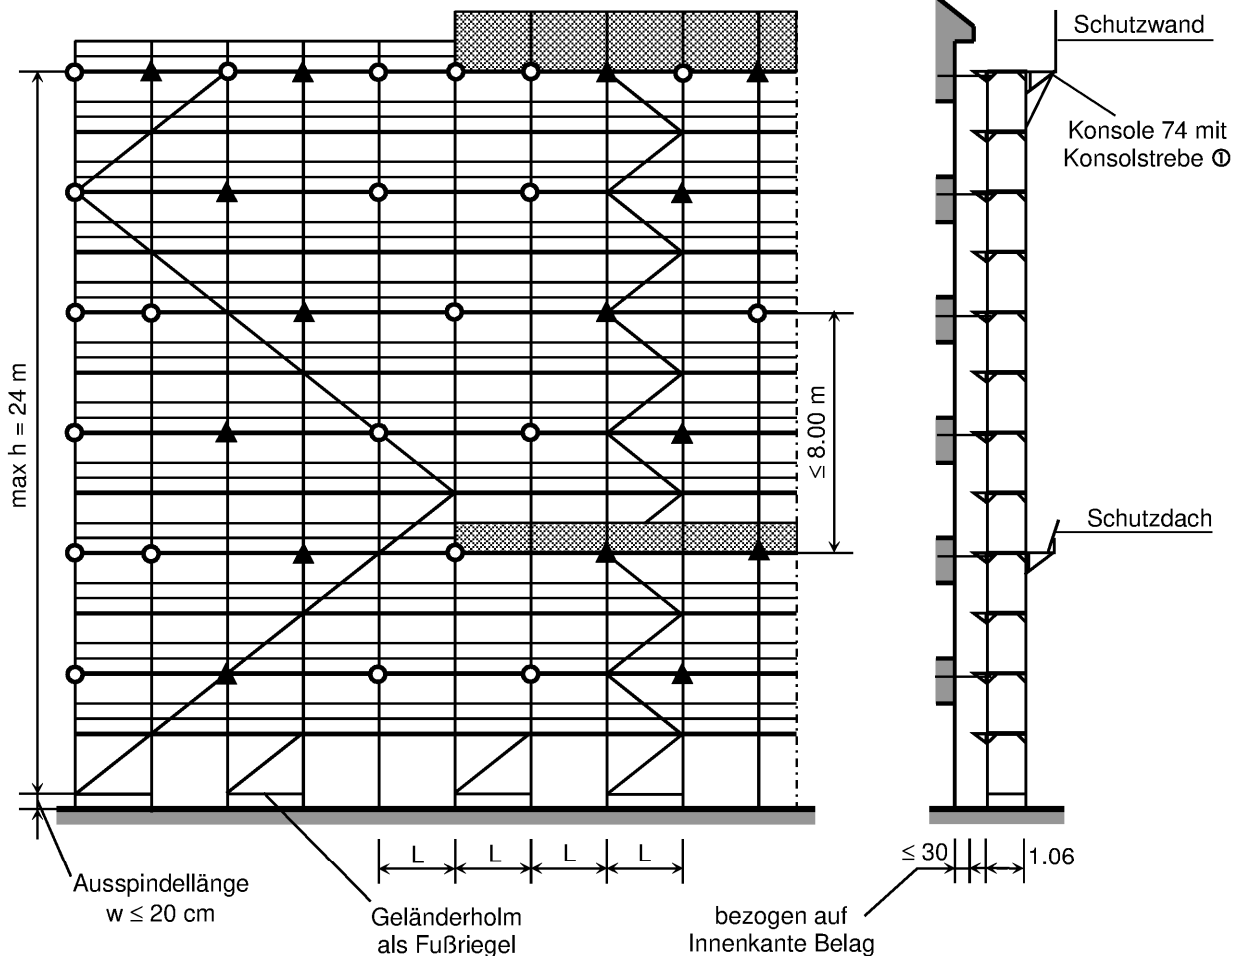 Schutzwand
Konsole 74 mit
Konsolstrebe ①
max h = 24 m
≤ 8.00 m
Schutzdach
L L L L
≤ 30
1.06
Ausspindellänge
w ≤ 20 cm
Geländerholm
als Fußriegel
bezogen auf
Innenkante Belag